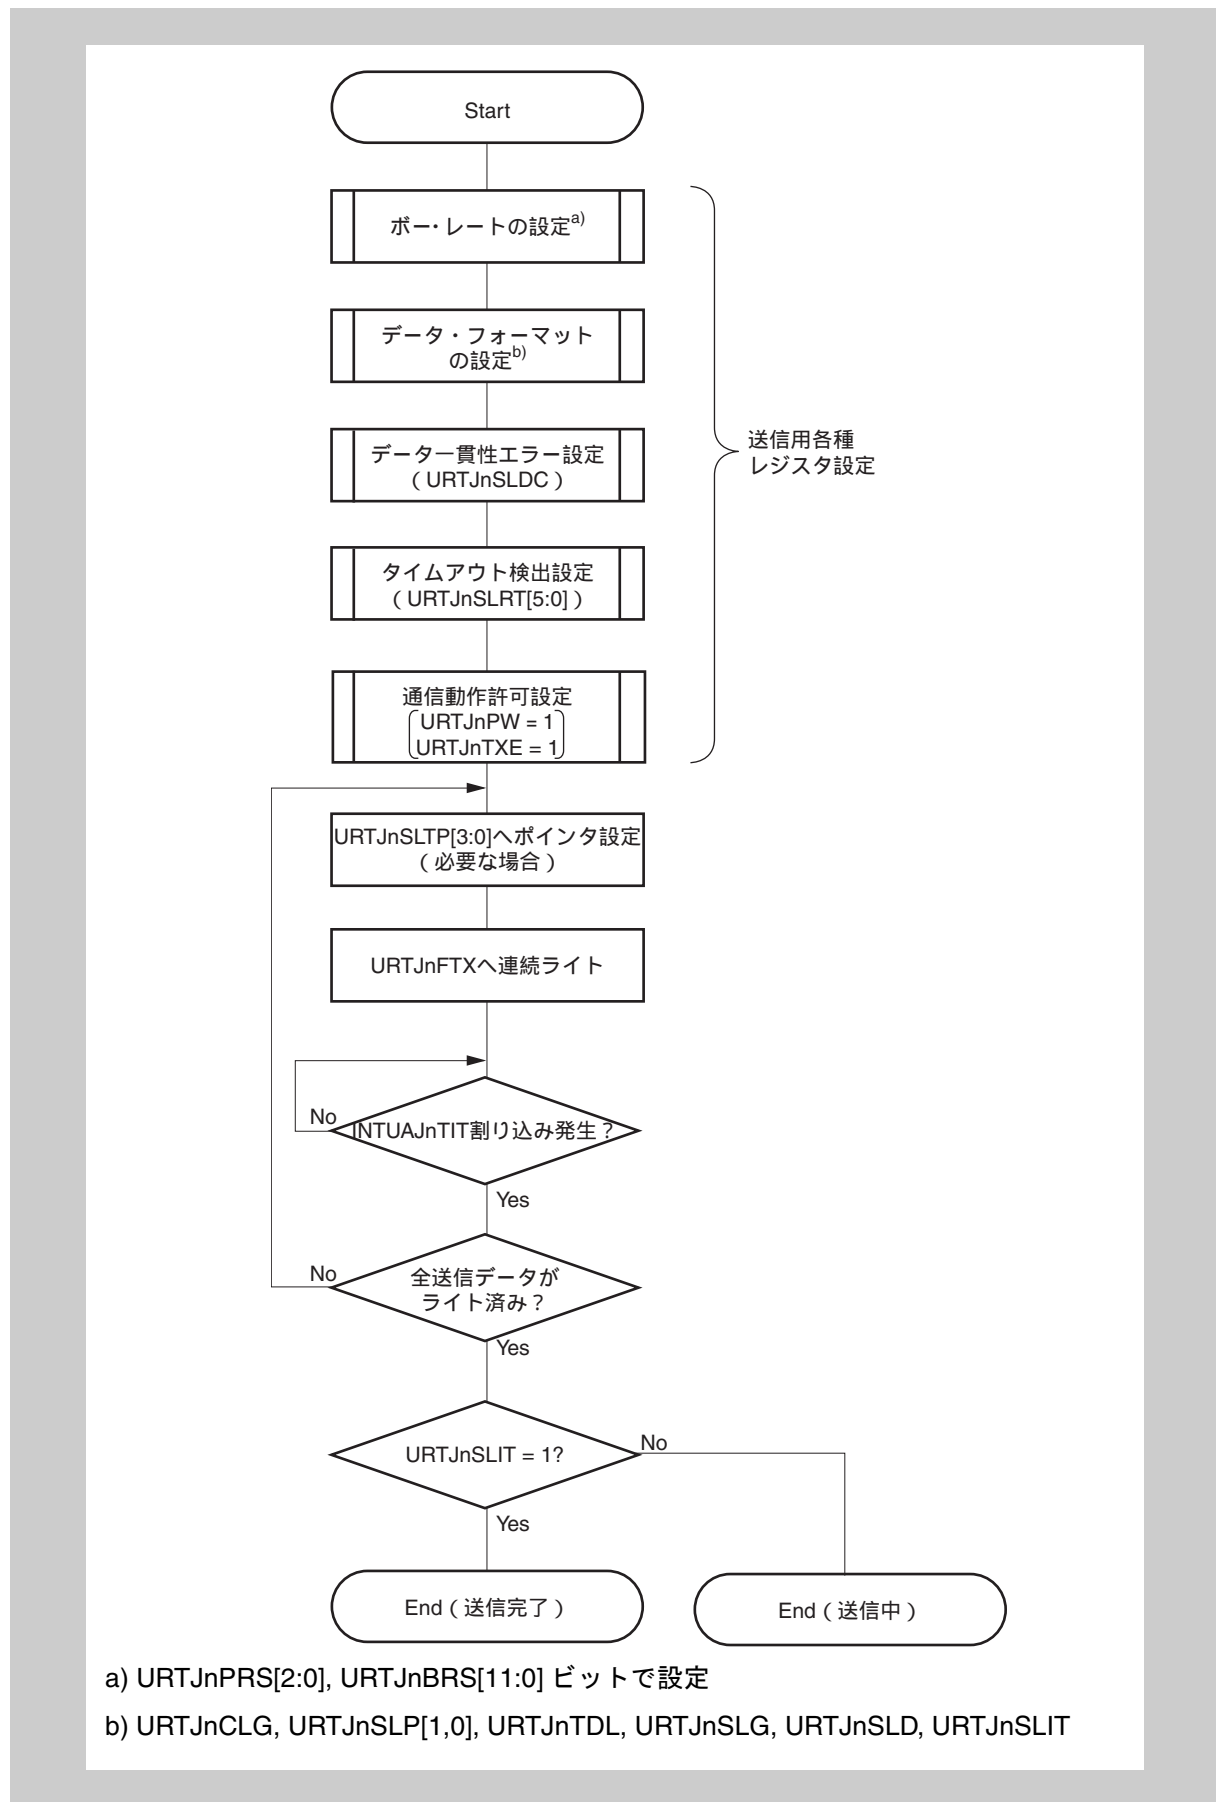 Start
ボー・レートの設定a)
データ・フォーマット
の設定b)
データ一貫性エラー設定
（URTJnSLDC）
タイムアウト検出設定
（URTJnSLRT[5:0]）
通信動作許可設定
URTJnPW = 1
URTJnTXE = 1
送信用各種
レジスタ設定
URTJnSLTP[3:0]へポインタ設定
（必要な場合）
URTJnFTXへ連続ライト
No
INTUAJnTIT割り込み発生？
Yes
No
全送信データが
ライト済み？
Yes
URTJnSLIT = 1?
No
Yes
End（送信完了）
End（送信中）
a) URTJnPRS[2:0], URTJnBRS[11:0] ビットで設定
b) URTJnCLG, URTJnSLP[1,0], URTJnTDL, URTJnSLG, URTJnSLD, URTJnSLIT